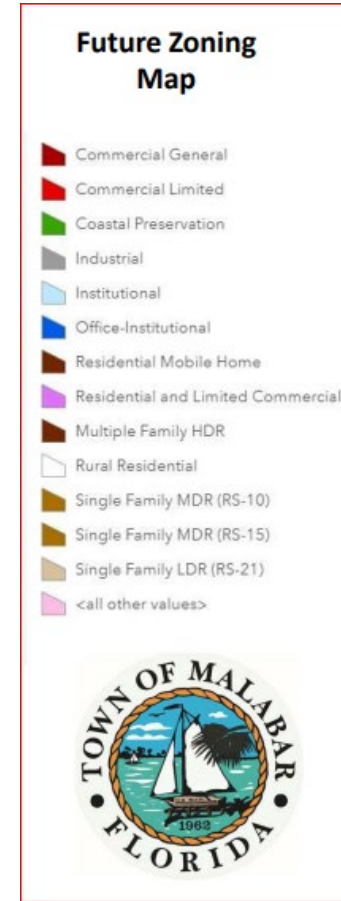 Future Zoning
Map
Commercial General
Commercial Limited
Coastal Preservation
Industrial
Institutional
Office-Institutional
Residential Mobile Home
Residential and Limited Commercial
Multiple Family HDR
Rural Residential
Single Family MDR (RS-10)
Single Family MDR (RS-15)
Single Family LDR (RS-21)
<all other values>
TOWN OF MALABAR
1962
FLORIDA